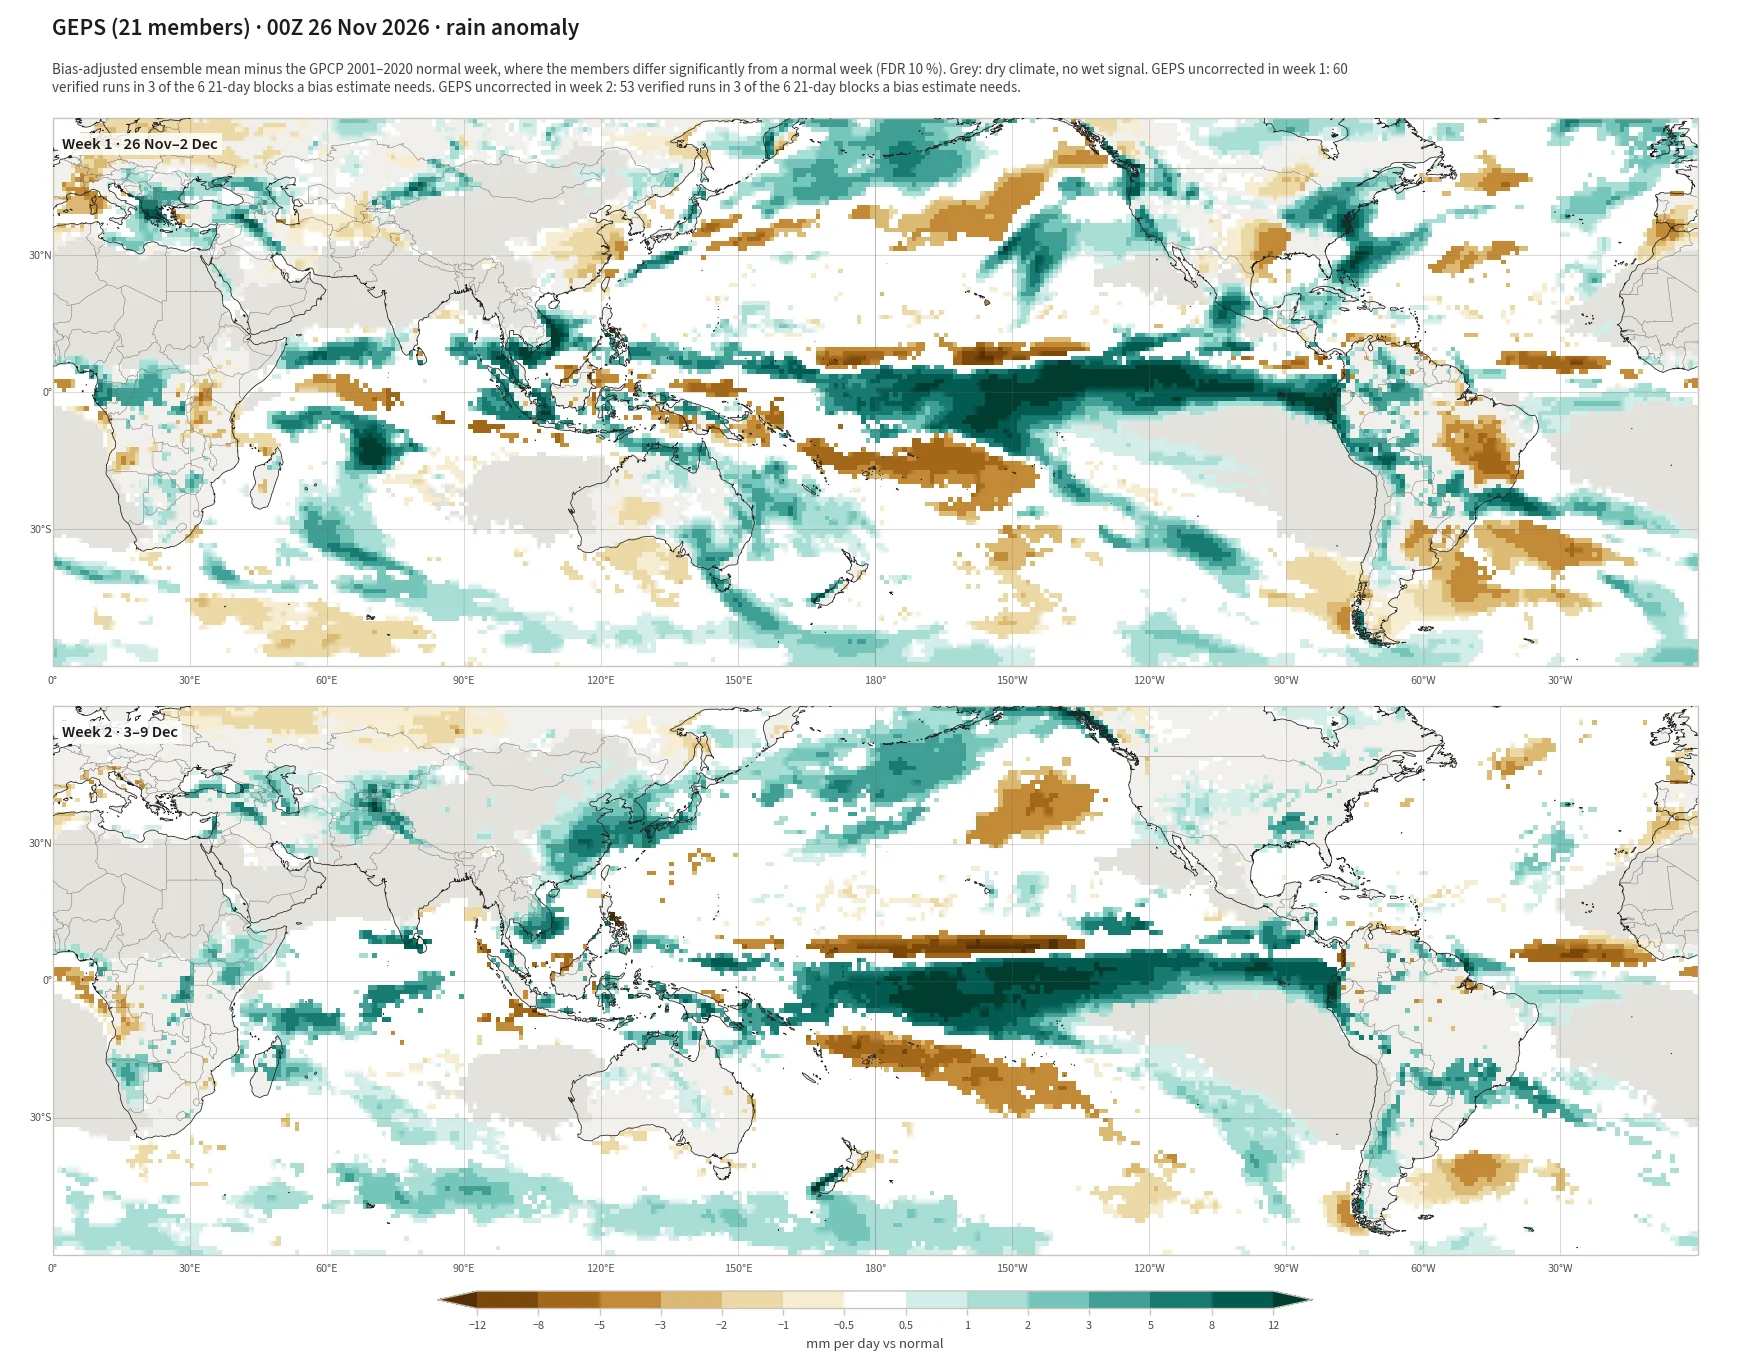 GEPS (21 members) · 00Z 26 Nov 2026 · rain anomaly
Bias-adjusted ensemble mean minus the GPCP 2001–2020 normal week, where the members differ significantly from a normal week (FDR 10 %). Grey: dry climate, no wet signal. GEPS uncorrected in week 1: 60
verified runs in 3 of the 6 21-day blocks a bias estimate needs. GEPS uncorrected in week 2: 53 verified runs in 3 of the 6 21-day blocks a bias estimate needs.
Week 1 · 26 Nov–2 Dec
30°N
0°
30°S
0° 30°E 60°E 90°E 120°E 150°E 180° 150°W 120°W 90°W 60°W 30°W
Week 2 · 3–9 Dec
30°N
0°
30°S
0° 30°E 60°E 90°E 120°E 150°E 180° 150°W 120°W 90°W 60°W 30°W
−12 −8 −5 −3 −2 −1 −0.5 0.5 1 2 3 5 8 12
mm per day vs normal